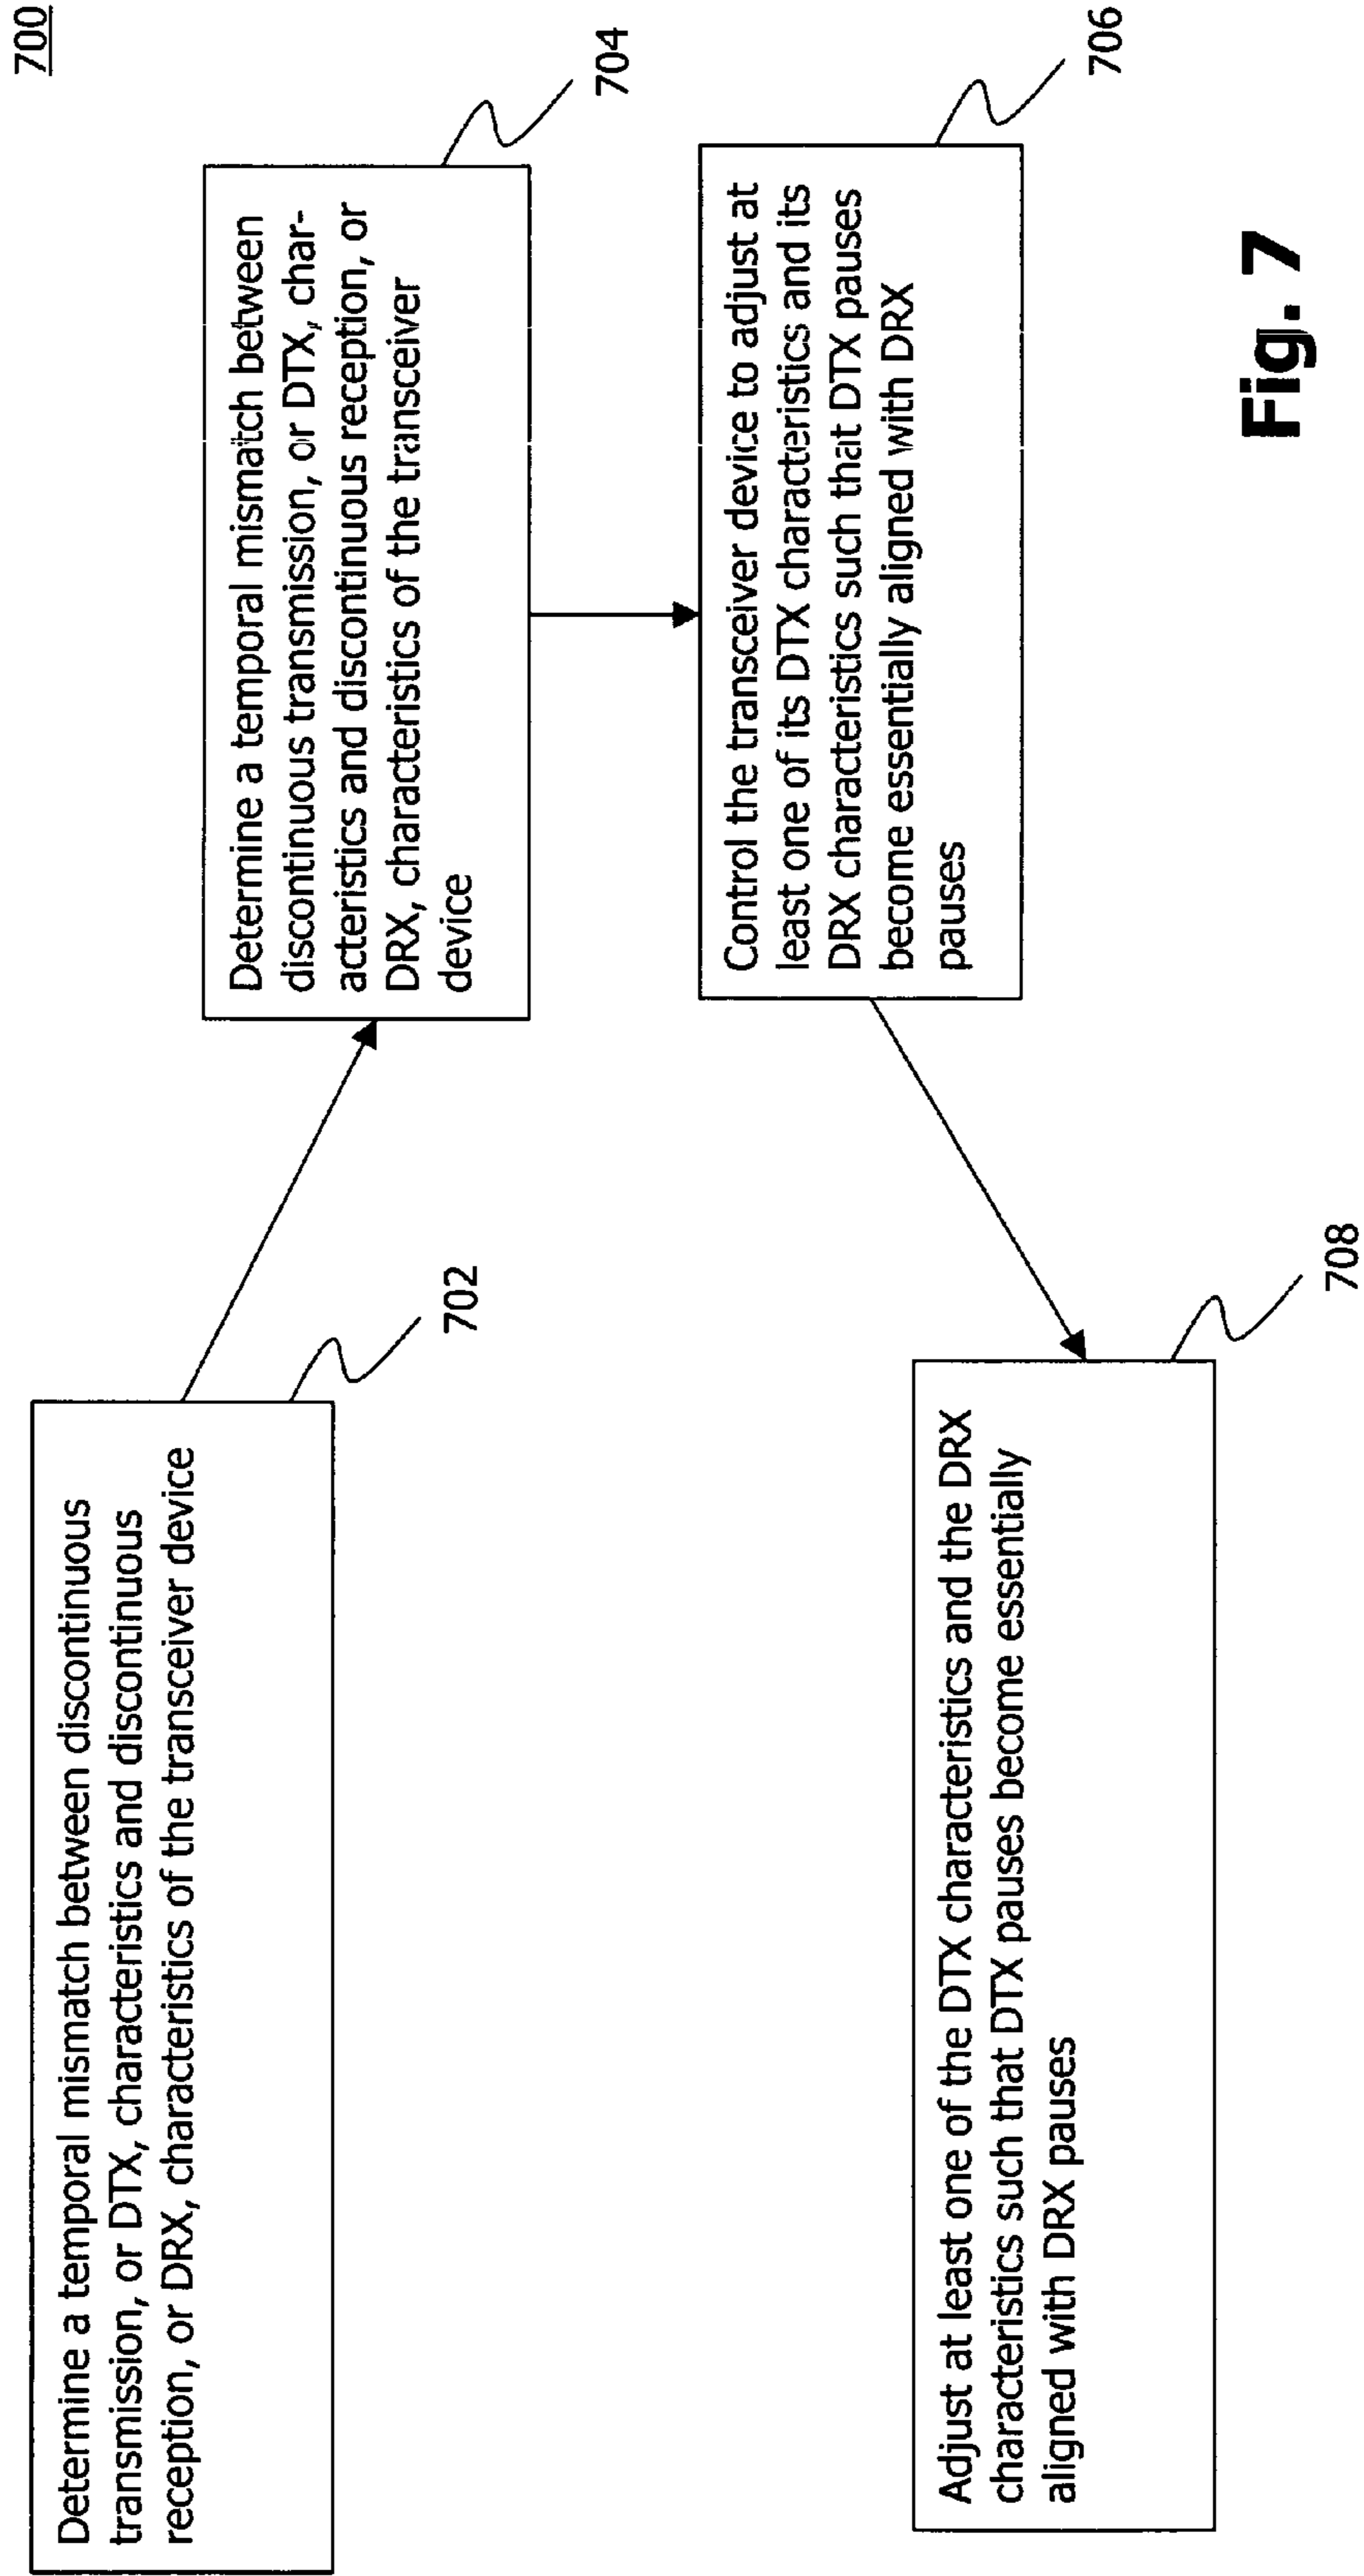 700
Determine a temporal mismatch between discontinuous
transmission, or DTX, characteristics and discontinuous
reception, or DRX, characteristics of the transceiver device
702
Determine a temporal mismatch between
discontinuous transmission, or DTX, char-
acteristics and discontinuous reception, or
DRX, characteristics of the transceiver
device
704
Control the transceiver device to adjust at
least one of its DTX characteristics and its
DRX characteristics such that DTX pauses
become essentially aligned with DRX
pauses
706
Adjust at least one of the DTX characteristics and the DRX
characteristics such that DTX pauses become essentially
aligned with DRX pauses
708
Fig. 7